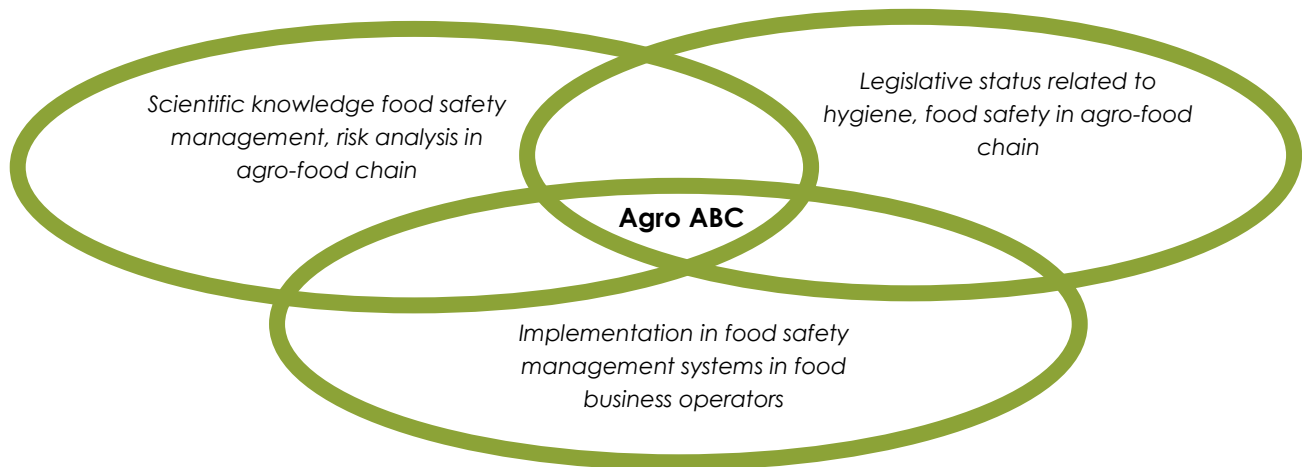 Scientific knowledge food safety
management, risk analysis in
agro-food chain
Legislative status related to
hygiene, food safety in agro-food
chain
Agro ABC
Implementation in food safety
management systems in food
business operators